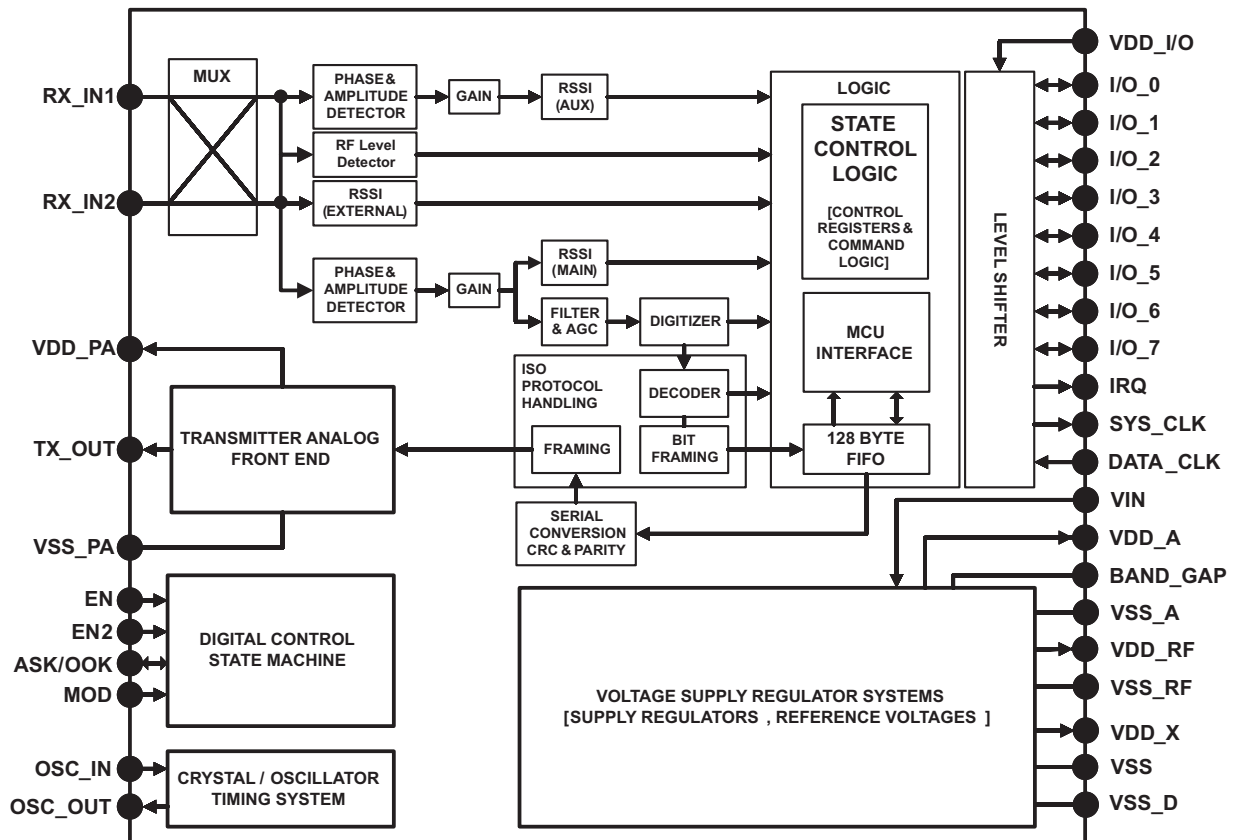 VDD_I/O
MUX
RX_IN1
RX_IN2
PHASE &
AMPLITUDE
DETECTOR
GAIN
RSSI
(AUX)
RF Level
Detector
RSSI
(EXTERNAL)
PHASE &
AMPLITUDE
DETECTOR
GAIN
RSSI
(MAIN)
FILTER
& AGC
DIGITIZER
ISO
PROTOCOL
HANDLING
DECODER
FRAMING
BIT
FRAMING
SERIAL
CONVERSION
CRC & PARITY
LOGIC
STATE
CONTROL
LOGIC
[CONTROL
REGISTERS &
COMMAND
LOGIC]
MCU
INTERFACE
128 BYTE
FIFO
LEVEL SHIFTER
I/O_0
I/O_1
I/O_2
I/O_3
I/O_4
I/O_5
I/O_6
I/O_7
IRQ
SYS_CLK
DATA_CLK
VIN
VDD_A
BAND_GAP
VSS_A
VDD_RF
VSS_RF
VDD_X
VSS
VSS_D
VDD_PA
TX_OUT
VSS_PA
TRANSMITTER ANALOG
FRONT END
EN
EN2
ASK/OOK
MOD
DIGITAL CONTROL
STATE MACHINE
OSC_IN
OSC_OUT
CRYSTAL / OSCILLATOR
TIMING SYSTEM
VOLTAGE SUPPLY REGULATOR SYSTEMS
[SUPPLY REGULATORS , REFERENCE VOLTAGES ]